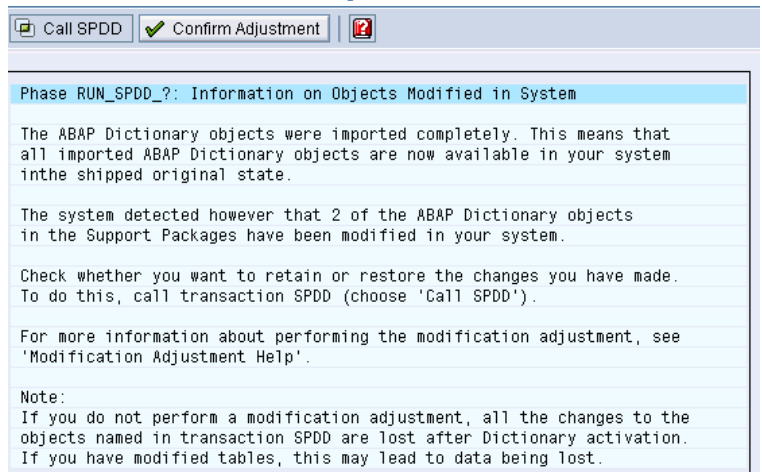 Call SPDD Confirm Adjustment
Phase RUN_SPDD_?: Information on Objects Modified in System
The ABAP Dictionary objects were imported completely. This means that
all imported ABAP Dictionary objects are now available in your system
inthe shipped original state.
The system detected however that 2 of the ABAP Dictionary objects
in the Support Packages have been modified in your system.
Check whether you want to retain or restore the changes you have made.
To do this, call transaction SPDD (choose 'Call SPDD').
For more information about performing the modification adjustment, see
'Modification Adjustment Help'.
Note:
If you do not perform a modification adjustment, all the changes to the
objects named in transaction SPDD are lost after Dictionary activation.
If you have modified tables, this may lead to data being lost.